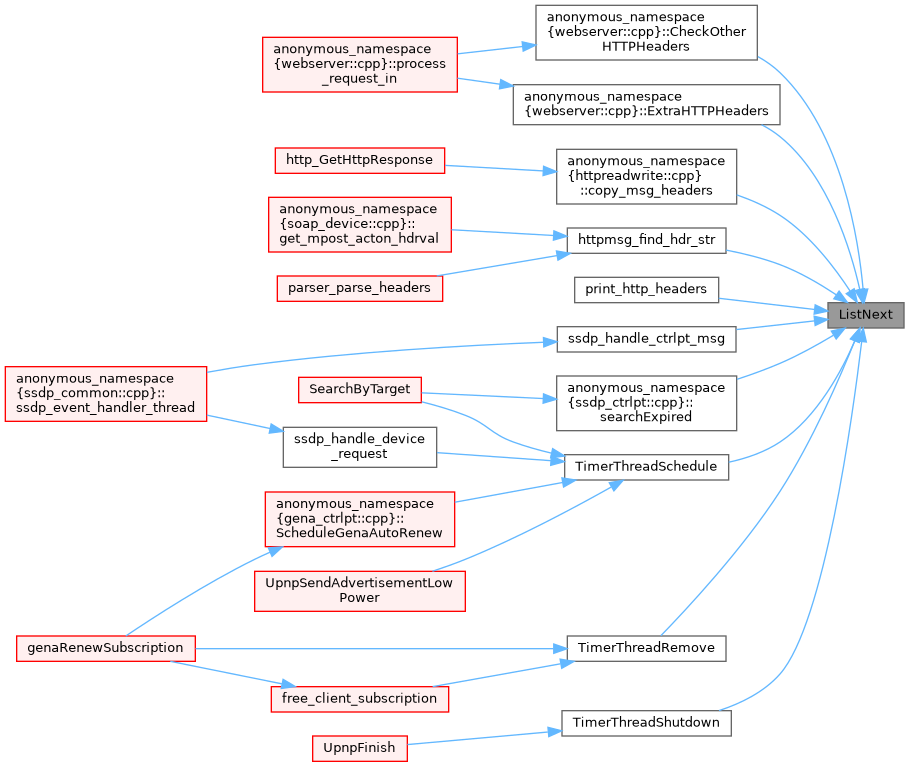 anonymous_namespace
{webserver::cpp}::CheckOther
HTTPHeaders
anonymous_namespace
{webserver::cpp}::process
_request_in
anonymous_namespace
{webserver::cpp}::ExtraHTTPHeaders
http_GetHttpResponse
anonymous_namespace
{httpreadwrite::cpp}
::copy_msg_headers
anonymous_namespace
{soap_device::cpp}::
get_mpost_acton_hdrval
httpmsg_find_hdr_str
parser_parse_headers
print_http_headers
ListNext
ssdp_handle_ctrlpt_msg
anonymous_namespace
{ssdp_common::cpp}::
ssdp_event_handler_thread
SearchByTarget
anonymous_namespace
{ssdp_ctrlpt::cpp}::
searchExpired
ssdp_handle_device
_request
TimerThreadSchedule
anonymous_namespace
{gena_ctrlpt::cpp}::
ScheduleGenaAutoRenew
UpnpSendAdvertisementLow
Power
genaRenewSubscription
TimerThreadRemove
free_client_subscription
TimerThreadShutdown
UpnpFinish